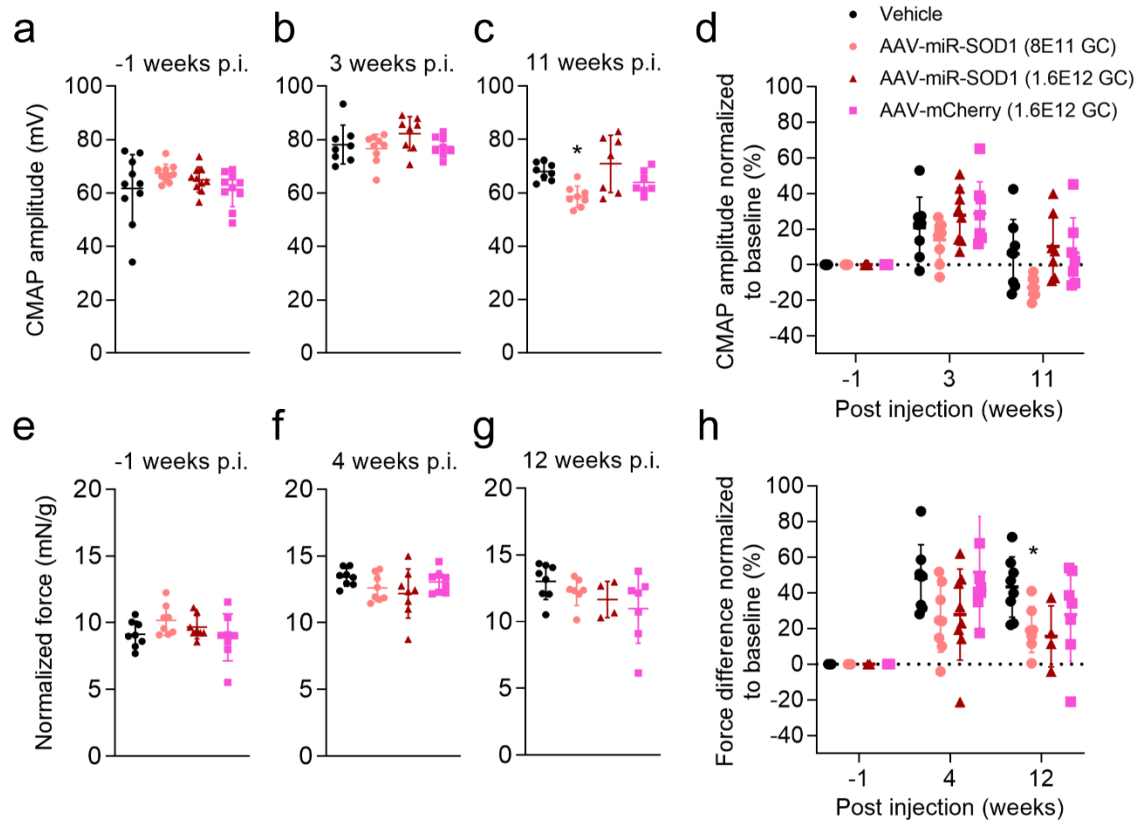 a
-1 weeks p.i.
CMAP amplitude (mV)
100
80
60
40
20
0
b
3 weeks p.i.
100
80
60
40
20
0
c
11 weeks p.i.
100
80
60
40
20
0
*
d
Vehicle
AAV-miR-SOD1 (8E11 GC)
AAV-miR-SOD1 (1.6E12 GC)
AAV-mCherry (1.6E12 GC)
CMAP amplitude normalized
to baseline (%)
100
80
60
40
20
0
-20
-40
-1
3
11
Post injection (weeks)
e
-1 weeks p.i.
Normalized force (mN/g)
20
15
10
5
0
f
4 weeks p.i.
20
15
10
5
0
g
12 weeks p.i.
20
15
10
5
0
h
Force difference normalized
to baseline (%)
100
80
60
40
20
0
-20
-40
*
-1
4
12
Post injection (weeks)